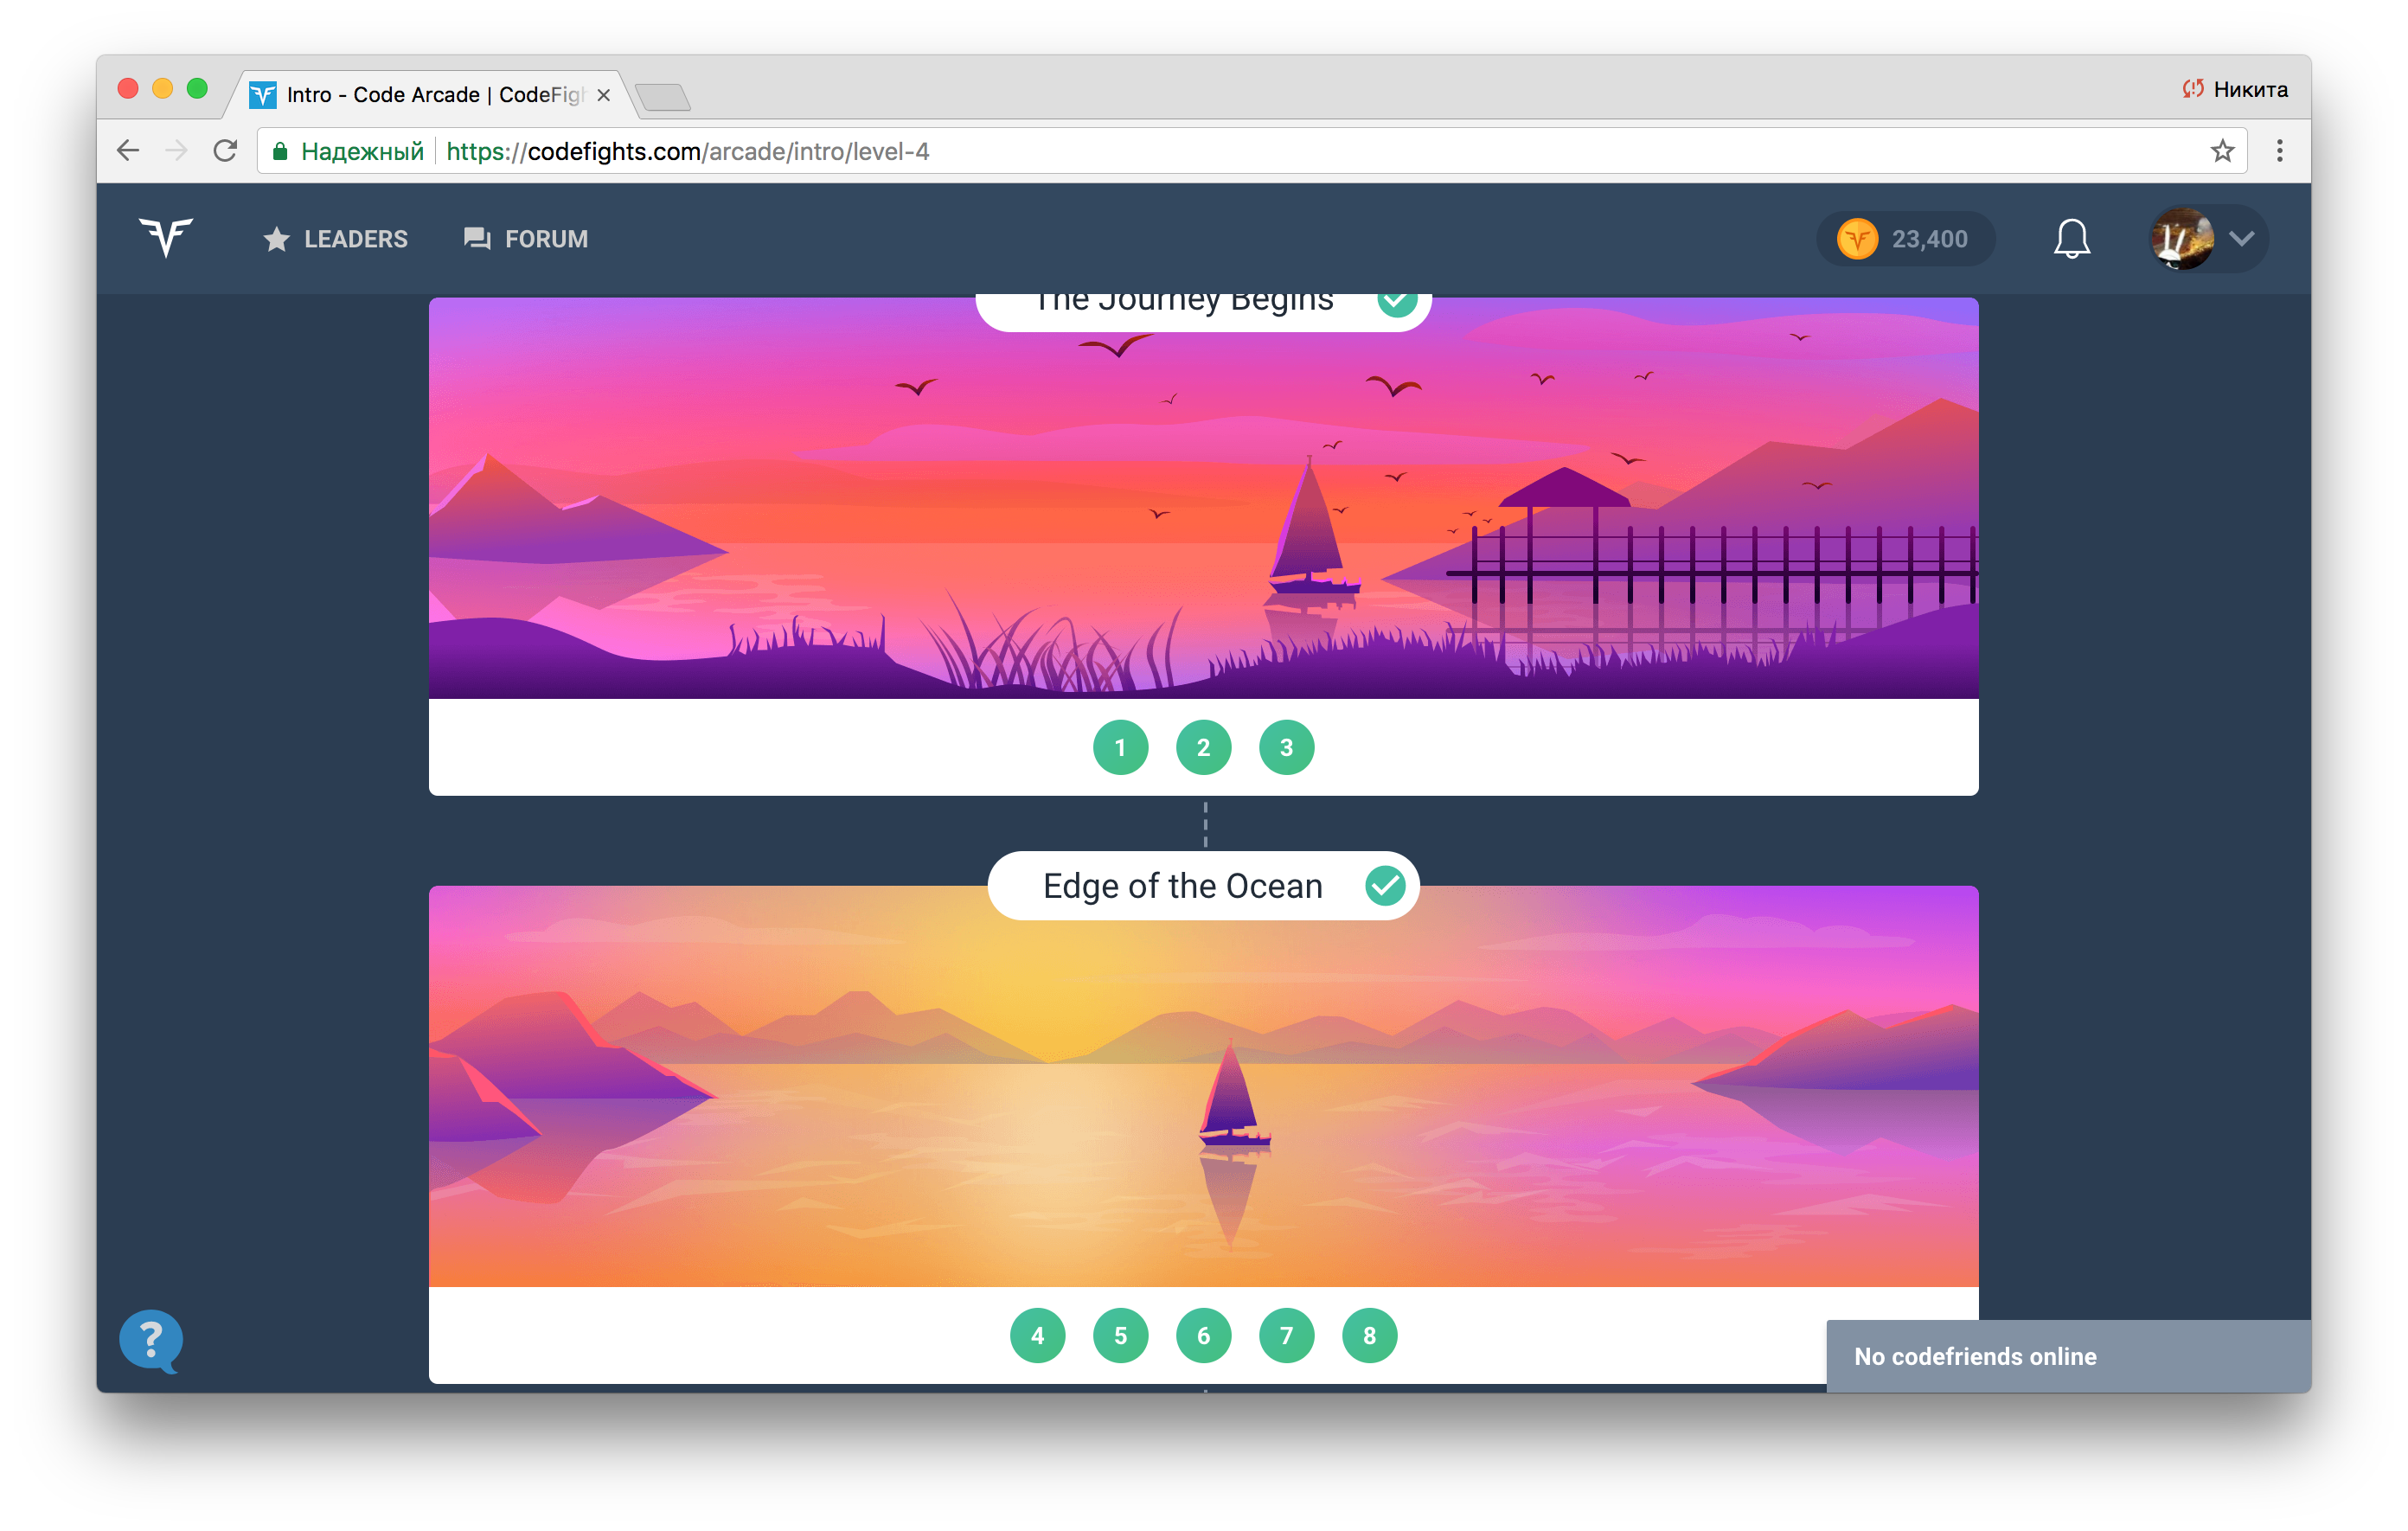 Intro - Code Arcade | CodeFigh
Никита
Надежный https://codefights.com/arcade/intro/level-4
LEADERS FORUM 23,400
The Journey Begins
1 2 3
Edge of the Ocean
4 5 6 7 8
?
No codefriends online